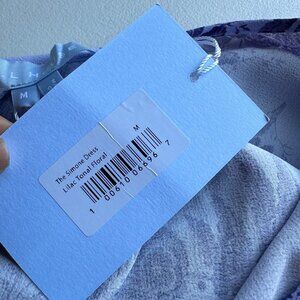 The Simone Dress
Lilac Tonal Floral
M
1 00610 06696 7
M